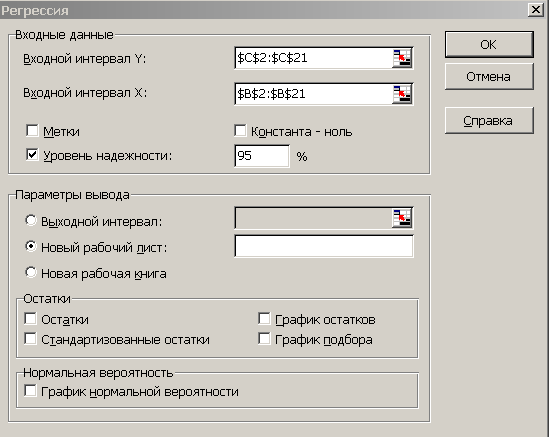 Регрессия
Входные данные
Входной интервал Y: $C$2:$C$21
Входной интервал X: $B$2:$B$21
Метки Константа - ноль
Уровень надежности: 95 %
OK
Отмена
Справка
Параметры вывода
Выходной интервал:
Новый рабочий лист:
Новая рабочая книга
Остатки
Остатки График остатков
Стандартизованные остатки График подбора
Нормальная вероятность
График нормальной вероятности